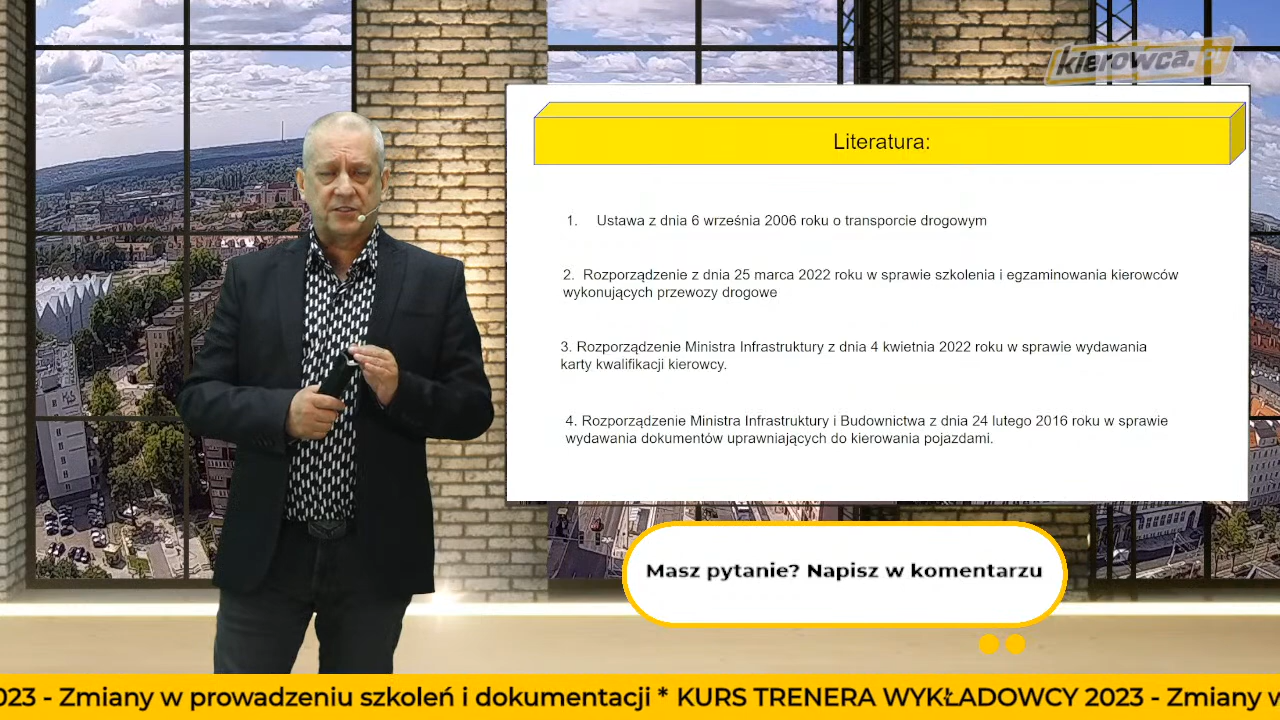 kierowca.PL
Literatura:
1. Ustawa z dnia 6 września 2006 roku o transporcie drogowym
2. Rozporządzenie z dnia 25 marca 2022 roku w sprawie szkolenia i egzaminowania kierowców
wykonujących przewozy drogowe
3. Rozporządzenie Ministra Infrastruktury z dnia 4 kwietnia 2022 roku w sprawie wydawania
karty kwalifikacji kierowcy.
4. Rozporządzenie Ministra Infrastruktury i Budownictwa z dnia 24 lutego 2016 roku w sprawie
wydawania dokumentów uprawniających do kierowania pojazdami.
Masz pytanie? Napisz w komentarzu
023 - Zmiany w prowadzeniu szkoleń i dokumentacji * KURS TRENERA WYKŁADOWCY 2023 - Zmiany w